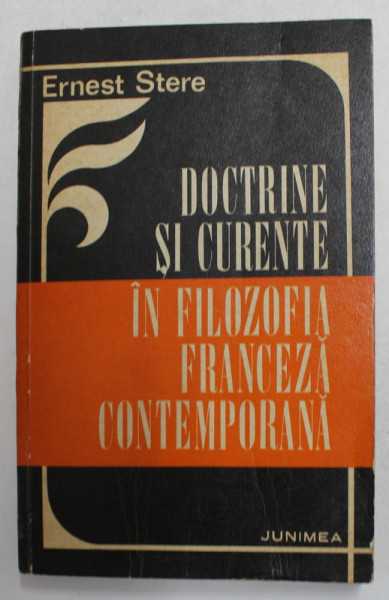 Ernest Stere
DOCTRINE
ȘI CURENTE
ÎN FILOZOFIA
FRANCEZĂ
CONTEMPORANĂ
JUNIMEA